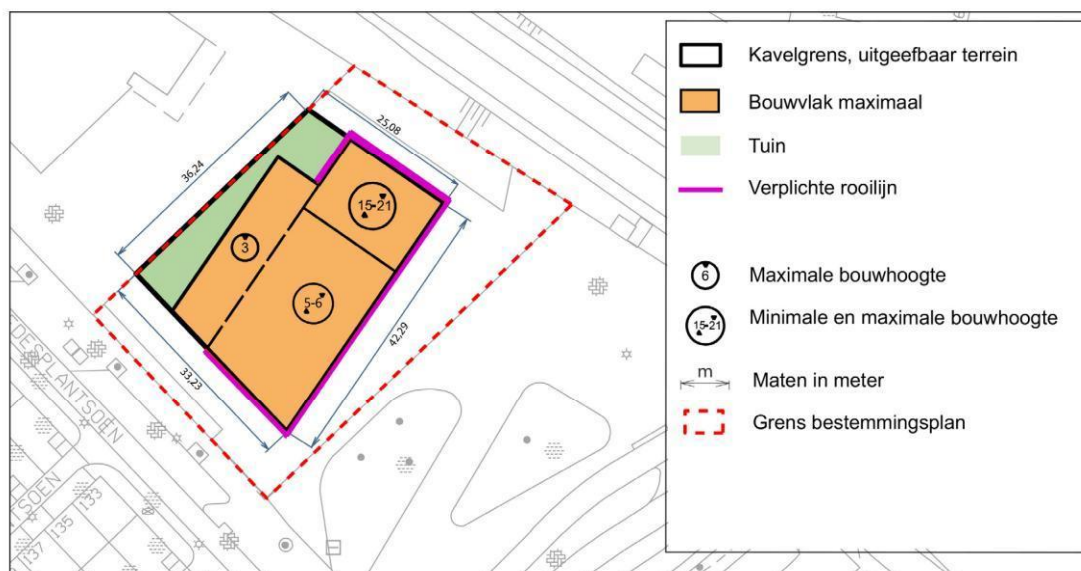 36,24
25,08
15-21
3
5-6
42,29
33,23
DESPLANTSOEN
TSOEN
133
135
137
Kavelgrens, uitgeefbaar terrein
Bouwvlak maximaal
Tuin
Verplichte rooilijn
6 Maximale bouwhoogte
15-21 Minimale en maximale bouwhoogte
m Maten in meter
Grens bestemmingsplan